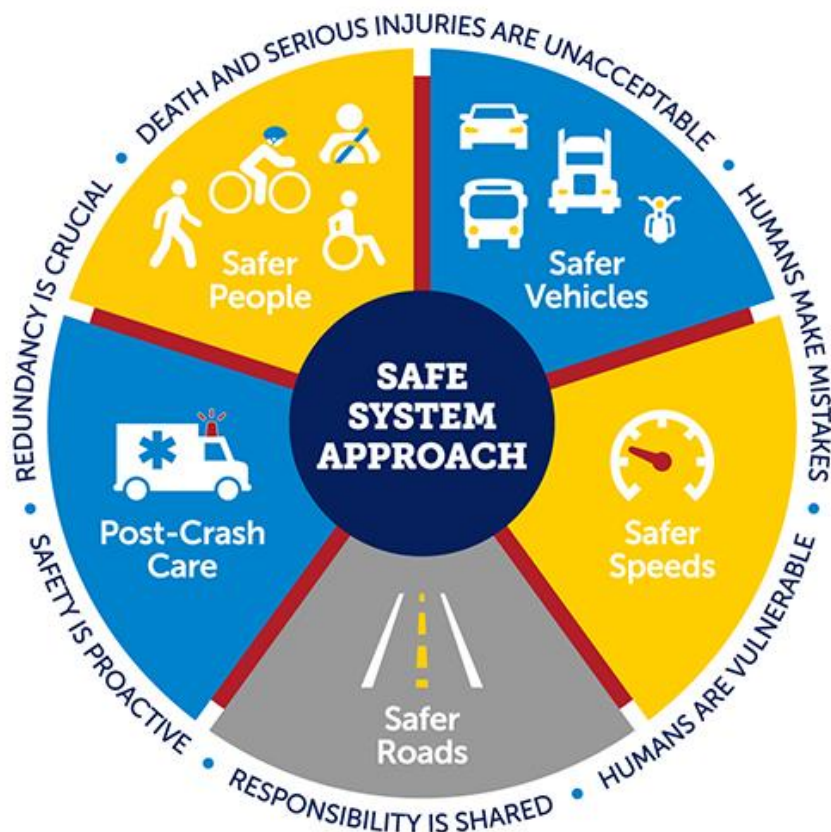 DEATH AND SERIOUS INJURIES ARE UNACCEPTABLE
HUMANS MAKE MISTAKES
HUMANS ARE VULNERABLE
RESPONSIBILITY IS SHARED
SAFETY IS PROACTIVE
REDUNDANCY IS CRUCIAL
Safer
People
Safer
Vehicles
SAFE
SYSTEM
APPROACH
Post-Crash
Care
Safer
Speeds
Safer
Roads